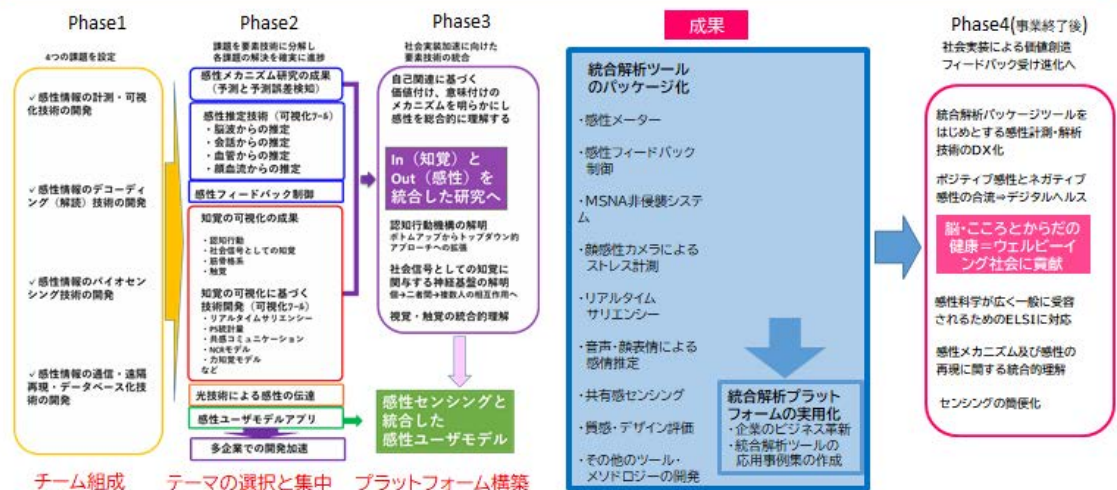 Phase1
4つの課題を設定
✓感性情報の計測・可視
化技術の開発
✓感性情報のデコーディ
ング（解読）技術の開発
✓感性情報のバイオセン
シング技術の開発
✓感性情報の通信・遠隔
再現・データベース化技
術の開発
チーム組成
Phase2
課題を要素技術に分解し
各課題の解決を確実に進捗
感性メカニズム研究の成果
（予測と予測誤差検知）
感性推定技術（可視化ﾂｰﾙ）
・脳波からの推定
・会話からの推定
・血管からの推定
・顔血流からの推定
感性フィードバック制御
知覚の可視化の成果
・認知行動
・社会信号としての知覚
・筋骨格系
・触覚
知覚の可視化に基づく
技術開発（可視化ﾂｰﾙ）
・リアルタイムサリエンシー
・PS統計量
・共感コミュニケーション
・NCRモデル
・力知覚モデル
など
光技術による感性の伝達
感性ユーザモデルアプリ
多企業での開発加速
テーマの選択と集中
Phase3
社会実装加速に向けた
要素技術の統合
自己関連に基づく
価値付け、意味付けの
メカニズムを明らかにし
感性を総合的に理解する
In（知覚）と
Out（感性）を
統合した研究へ
認知行動機構の解明
ボトムアップからトップダウン的
アプローチへの拡張
社会信号としての知覚に
関与する神経基盤の解明
個→二者間→複数人の相互作用へ
視覚・触覚の統合的理解
感性センシングと
統合した
感性ユーザモデル
プラットフォーム構築
成果
統合解析ツール
のパッケージ化
・感性メーター
・感性フィードバック
制御
・MSNA非侵襲システ
ム
・顔感性カメラによる
ストレス計測
・リアルタイム
サリエンシー
・音声・顔表情による
感情推定
・共有感センシング
・質感・デザイン評価
・その他のツール・
メソドロジーの開発
統合解析プラット
フォームの実用化
・企業のビジネス革新
・統合解析ツールの
応用事例集の作成
Phase4(事業終了後)
社会実装による価値創造
フィードバック受け進化へ
統合解析パッケージツールを
はじめとする感性計測・解析
技術のDX化
ポジティブ感性とネガティブ
感性の合流⇒デジタルヘルス
脳・こころとからだの
健康＝ウェルビーイ
ング社会に貢献
感性科学が広く一般に受容
されるためのELSIに対応
感性メカニズム及び感性の
再現に関する統合的理解
センシングの簡便化